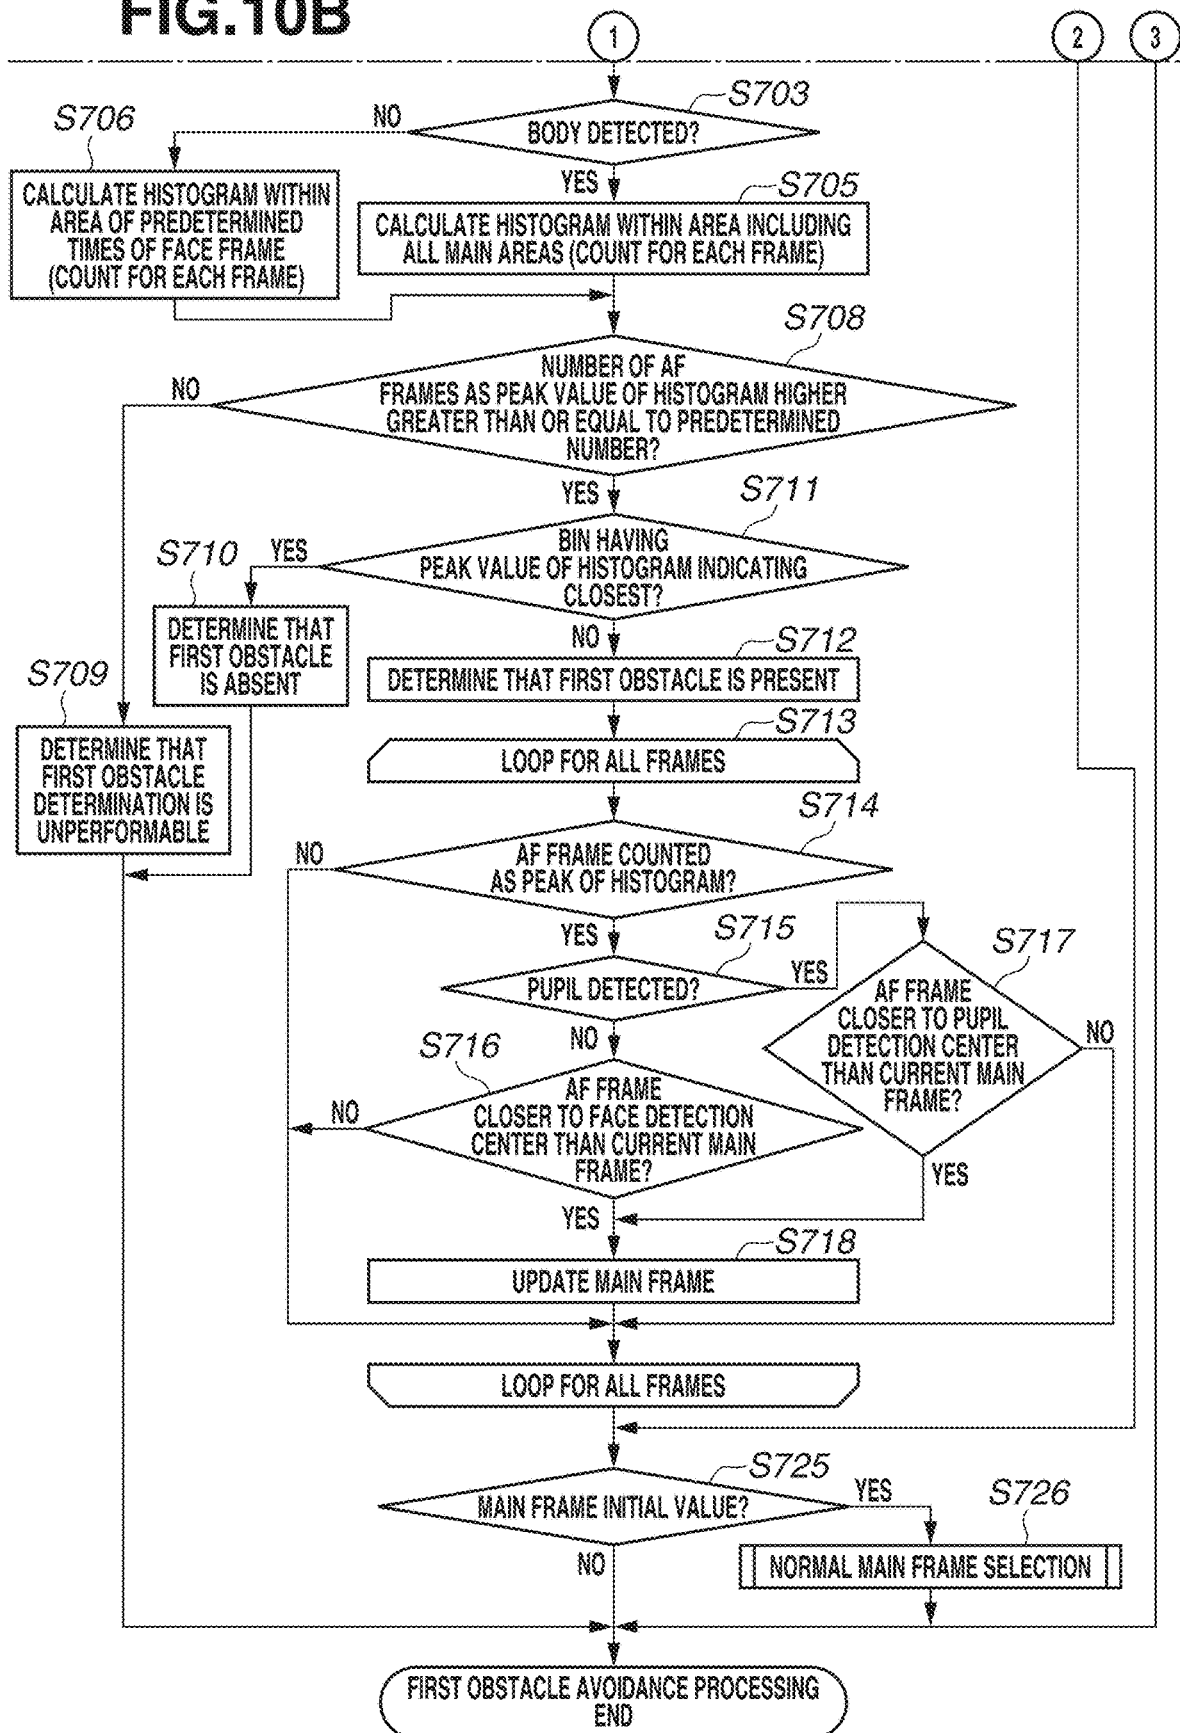 FIG.10B
1
2
3
S703
BODY DETECTED?
NO
YES
S706
CALCULATE HISTOGRAM WITHIN
AREA OF PREDETERMINED
TIMES OF FACE FRAME
(COUNT FOR EACH FRAME)
S705
CALCULATE HISTOGRAM WITHIN AREA INCLUDING
ALL MAIN AREAS (COUNT FOR EACH FRAME)
S708
NUMBER OF AF
FRAMES AS PEAK VALUE OF HISTOGRAM HIGHER
GREATER THAN OR EQUAL TO PREDETERMINED
NUMBER?
NO
YES
S711
BIN HAVING
PEAK VALUE OF HISTOGRAM INDICATING
CLOSEST?
YES
NO
S710
DETERMINE THAT
FIRST OBSTACLE
IS ABSENT
S712
DETERMINE THAT FIRST OBSTACLE IS PRESENT
S709
DETERMINE THAT
FIRST OBSTACLE
DETERMINATION IS
UNPERFORMABLE
S713
LOOP FOR ALL FRAMES
S714
AF FRAME COUNTED
AS PEAK OF HISTOGRAM?
NO
YES
S715
PUPIL DETECTED?
YES
NO
S717
AF FRAME
CLOSER TO PUPIL
DETECTION CENTER
THAN CURRENT MAIN
FRAME?
NO
YES
S716
AF FRAME
CLOSER TO FACE DETECTION
CENTER THAN CURRENT MAIN
FRAME?
NO
YES
S718
UPDATE MAIN FRAME
LOOP FOR ALL FRAMES
S725
MAIN FRAME INITIAL VALUE?
YES
NO
S726
NORMAL MAIN FRAME SELECTION
FIRST OBSTACLE AVOIDANCE PROCESSING
END